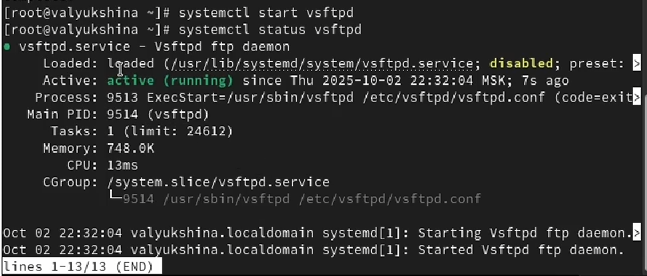 [root@valyukshina ~]# systemctl start vsftpd
[root@valyukshina ~]# systemctl status vsftpd
● vsftpd.service - Vsftpd ftp daemon
Loaded: loaded (/usr/lib/systemd/system/vsftpd.service; disabled; preset: >
Active: active (running) since Thu 2025-10-02 22:32:04 MSK; 7s ago
Process: 9513 ExecStart=/usr/sbin/vsftpd /etc/vsftpd/vsftpd.conf (code=exit>
Main PID: 9514 (vsftpd)
Tasks: 1 (limit: 24612)
Memory: 748.0K
CPU: 13ms
CGroup: /system.slice/vsftpd.service
└─9514 /usr/sbin/vsftpd /etc/vsftpd/vsftpd.conf
Oct 02 22:32:04 valyukshina.localdomain systemd[1]: Starting Vsftpd ftp daemon.>
Oct 02 22:32:04 valyukshina.localdomain systemd[1]: Started Vsftpd ftp daemon.
lines 1-13/13 (END)